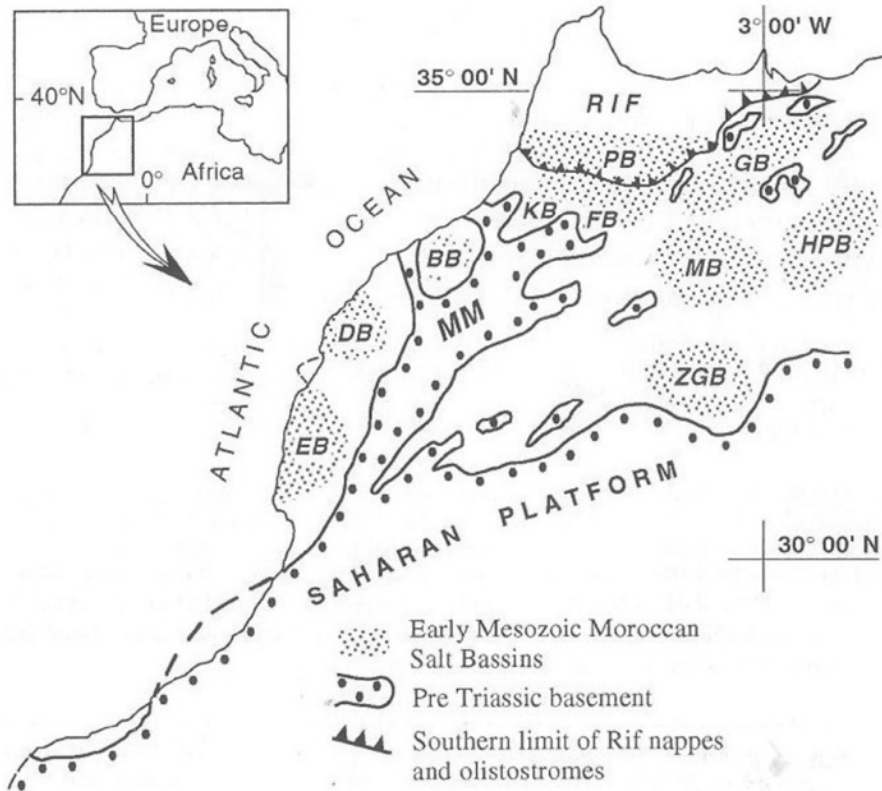 Europe
40°N
Africa
0°
3° 00' W
35° 00' N
RIF
PB
GB
OCEAN
KB
FB
BB
MB
HPB
MM
DB
ATLANTIC
ZGB
EB
SAHARAN PLATFORM
30° 00' N
Early Mesozoic Moroccan
Salt Bassins
Pre Triassic basement
Southern limit of Rif nappes
and olistostromes